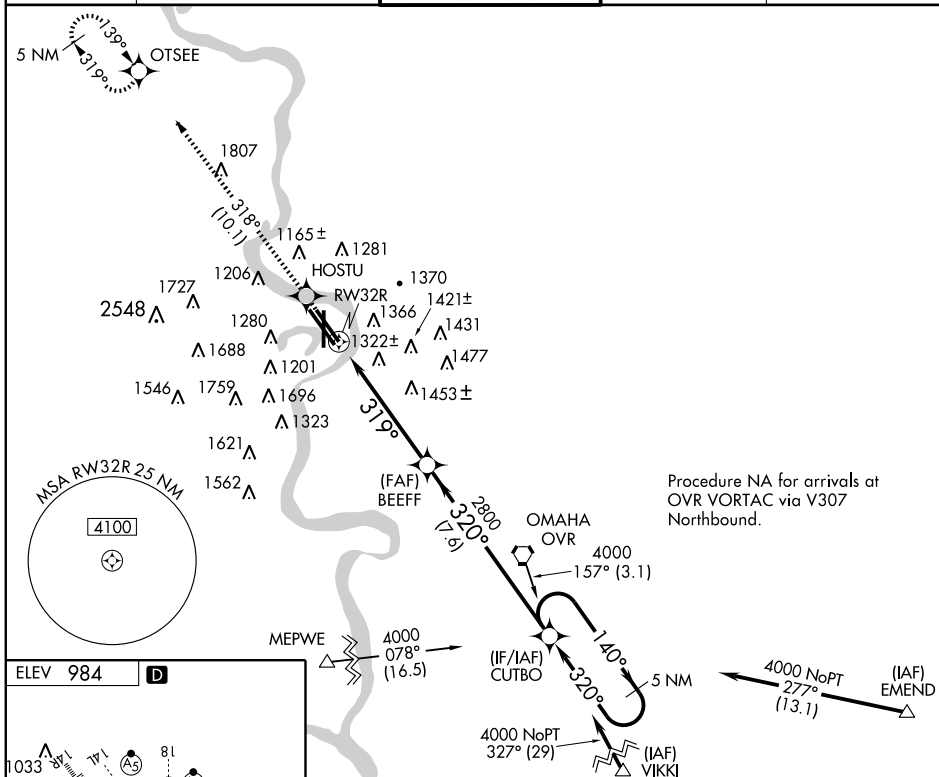 139°
5 NM
319°
OTSEE
1807
318°
(10.1)
1165 ±
1281
HOSTU
1206
1370
RW32R
1727
1366
1421±
2548
1431
1280
1322±
1688
1477
1201
1546
1759
1696
1453 ±
1323
319°
1621
1562
(FAF)
BEEFF
MSA RW32R 25 NM
4100
2800
320°
(7.6)
Procedure NA for arrivals at
OVR VORTAC via V307
Northbound.
OMAHA
OVR
4000
157° (3.1)
MEPWE
4000
078°
(16.5)
(IF/IAF)
CUTBO
140°
320°
5 NM
4000 NoPT
277°
(13.1)
(IAF)
EMEND
4000 NoPT
327° (29)
(IAF)
VIKKI
ELEV 984
D
1033
14R
14L
A5
18